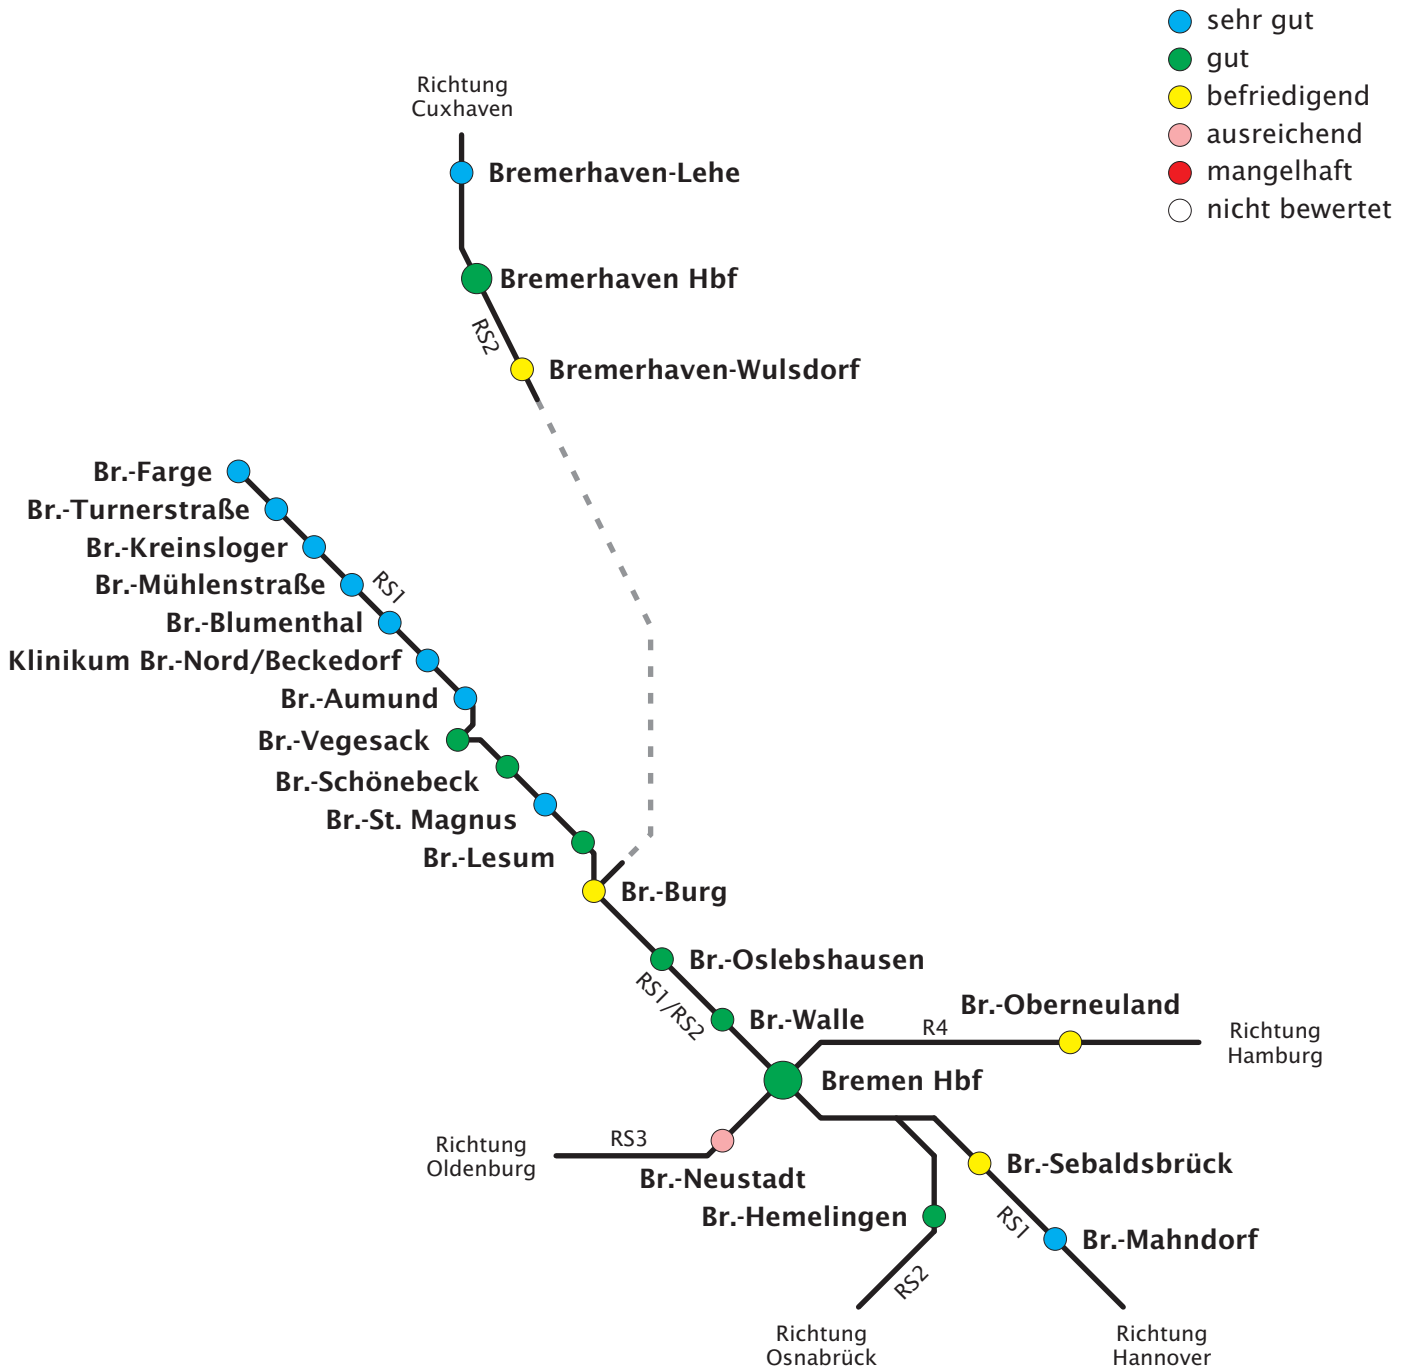 sehr gut
gut
befriedigend
ausreichend
mangelhaft
nicht bewertet
Richtung
Cuxhaven
Bremerhaven-Lehe
Bremerhaven Hbf
RS2
Bremerhaven-Wulsdorf
Br.-Farge
Br.-Turnerstraße
Br.-Kreinsloger
Br.-Mühlenstraße
RS1
Br.-Blumenthal
Klinikum Br.-Nord/Beckedorf
Br.-Aumund
Br.-Vegesack
Br.-Schönebeck
Br.-St. Magnus
Br.-Lesum
Br.-Burg
Br.-Oslebshausen
RS1/RS2
Br.-Walle
Br.-Oberneuland
R4
Richtung
Hamburg
Bremen Hbf
RS3
Richtung
Oldenburg
Br.-Neustadt
Br.-Sebaldsbrück
Br.-Hemelingen
RS1
Br.-Mahndorf
RS2
Richtung
Osnabrück
Richtung
Hannover